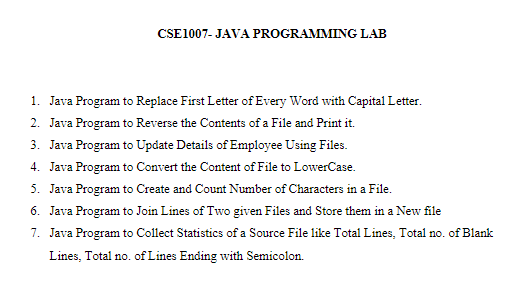 CSE1007- JAVA PROGRAMMING LAB
1. Java Program to Replace First Letter of Every Word with Capital Letter.
2. Java Program to Reverse the Contents of a File and Print it.
3. Java Program to Update Details of Employee Using Files.
4. Java Program to Convert the Content of File to LowerCase.
5. Java Program to Create and Count Number of Characters in a File.
6. Java Program to Join Lines of Two given Files and Store them in a New file
7. Java Program to Collect Statistics of a Source File like Total Lines, Total no. of Blank
Lines, Total no. of Lines Ending with Semicolon.